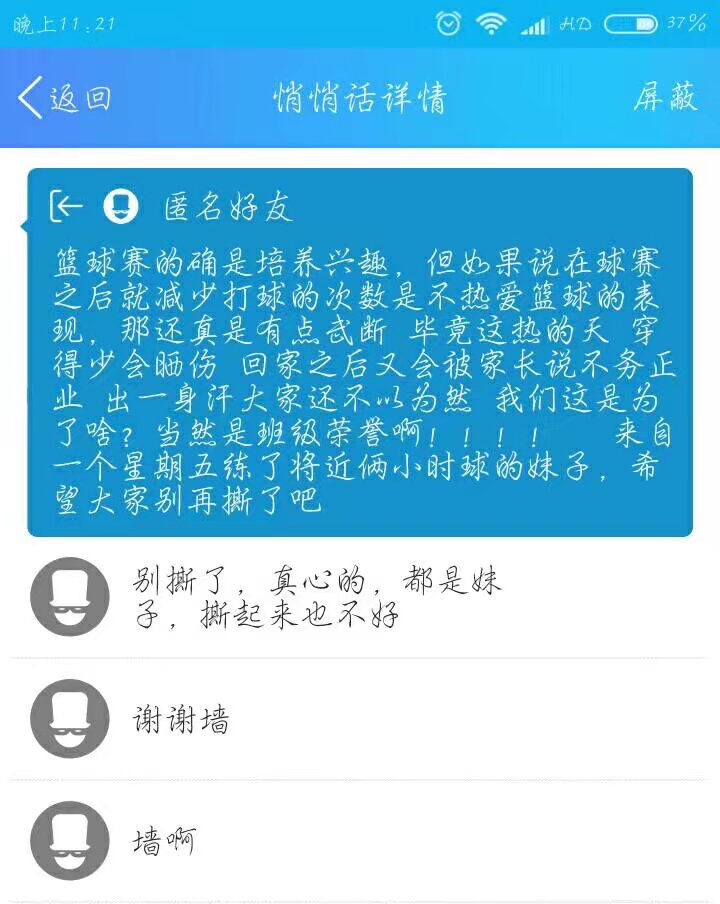 晚上11:21
HD
37%
返回
悄悄话详情
屏蔽
匿名好友
篮球赛的确是培养兴趣，但如果说在球赛
之后就减少打球的次数是不热爱篮球的表
现，那还真是有点武断 毕竟这热的天 穿
得少会晒伤 回家之后又会被家长说不务正
业 出一身汗大家还不以为然 我们这是为
了啥？当然是班级荣誉啊！！！！ 来自
一个星期五练了将近俩小时球的妹子，希
望大家别再撕了吧
别撕了，真心的，都是妹
子，撕起来也不好
谢谢墙
墙啊